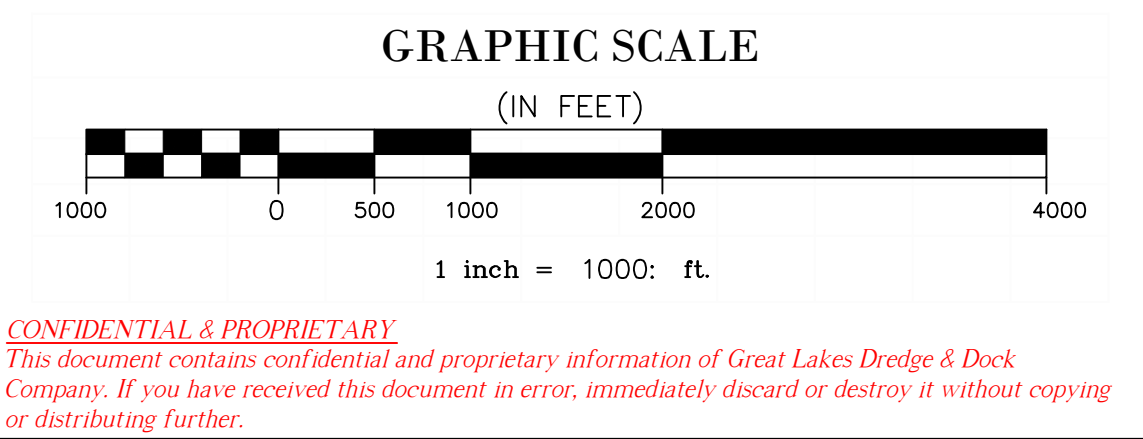 GRAPHIC SCALE
(IN FEET)
1000 0 500 1000 2000 4000
1 inch = 1000: ft.
CONFIDENTIAL & PROPRIETARY
This document contains confidential and proprietary information of Great Lakes Dredge & Dock
Company. If you have received this document in error, immediately discard or destroy it without copying
or distributing further.